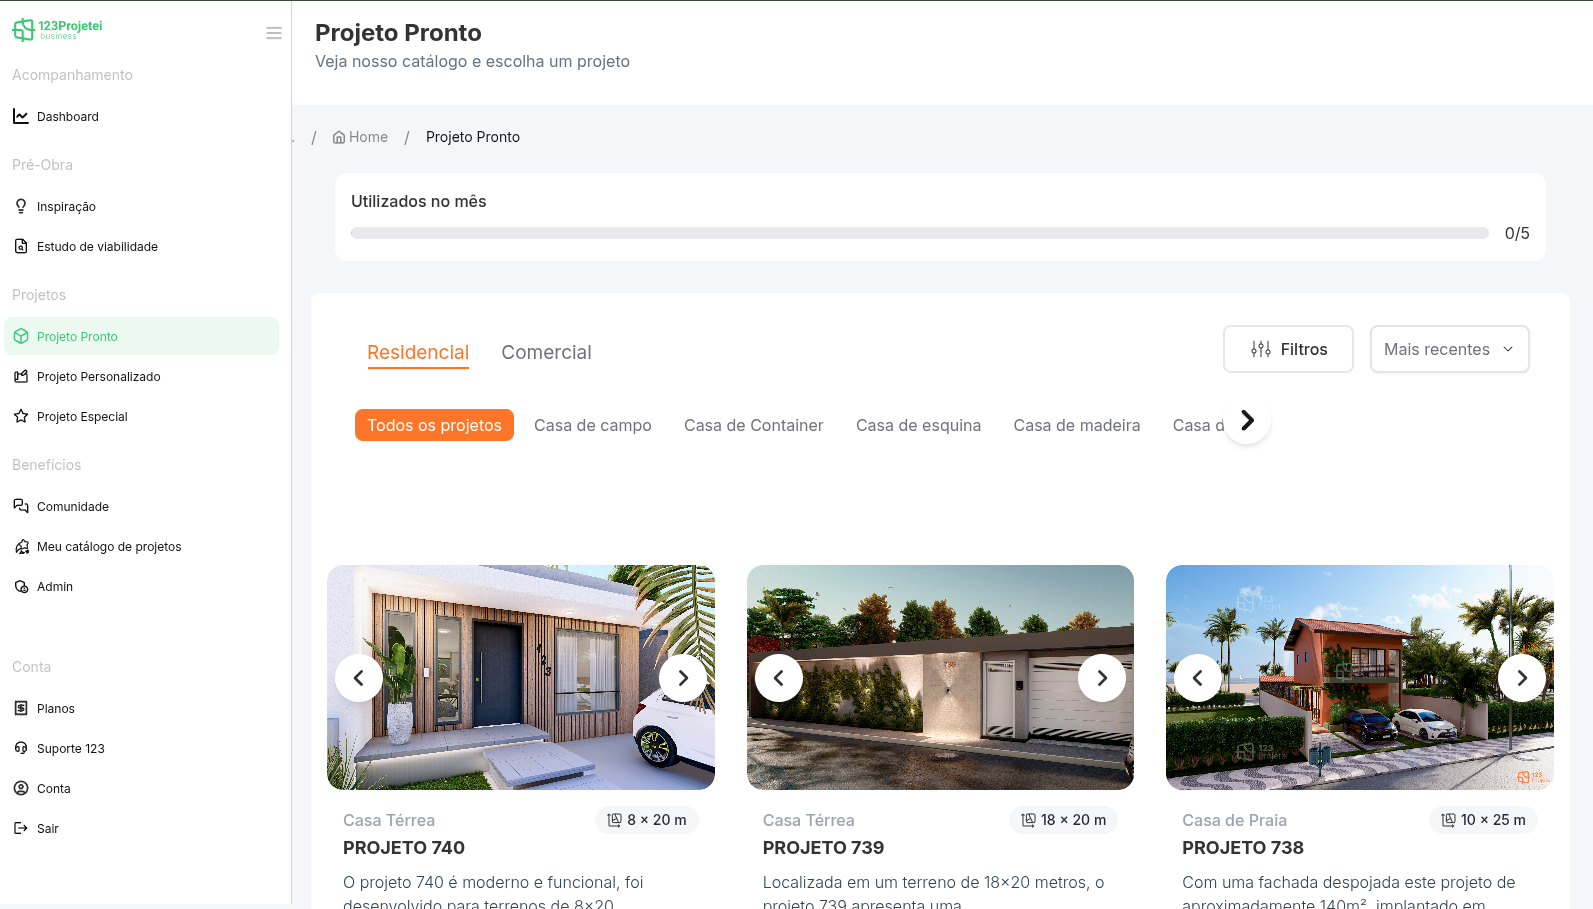 123Projetei
business
Acompanhamento
Dashboard
Pré-Obra
Inspiração
Estudo de viabilidade
Projetos
Projeto Pronto
Projeto Personalizado
Projeto Especial
Benefícios
Comunidade
Meu catálogo de projetos
Admin
Conta
Planos
Suporte 123
Conta
Sair
Projeto Pronto
Veja nosso catálogo e escolha um projeto
/ Home / Projeto Pronto
Utilizados no mês
0/5
Residencial Comercial
Filtros
Mais recentes
Todos os projetos Casa de campo Casa de Container Casa de esquina Casa de madeira Casa d
123
Casa Térrea 8 x 20 m
PROJETO 740
O projeto 740 é moderno e funcional, foi
desenvolvido para terrenos de 8x20
Casa Térrea 18 x 20 m
PROJETO 739
Localizada em um terreno de 18x20 metros, o
projeto 739 apresenta uma
123
123
123
Casa de Praia 10 x 25 m
PROJETO 738
Com uma fachada despojada este projeto de
aproximadamente 140m², implantado em